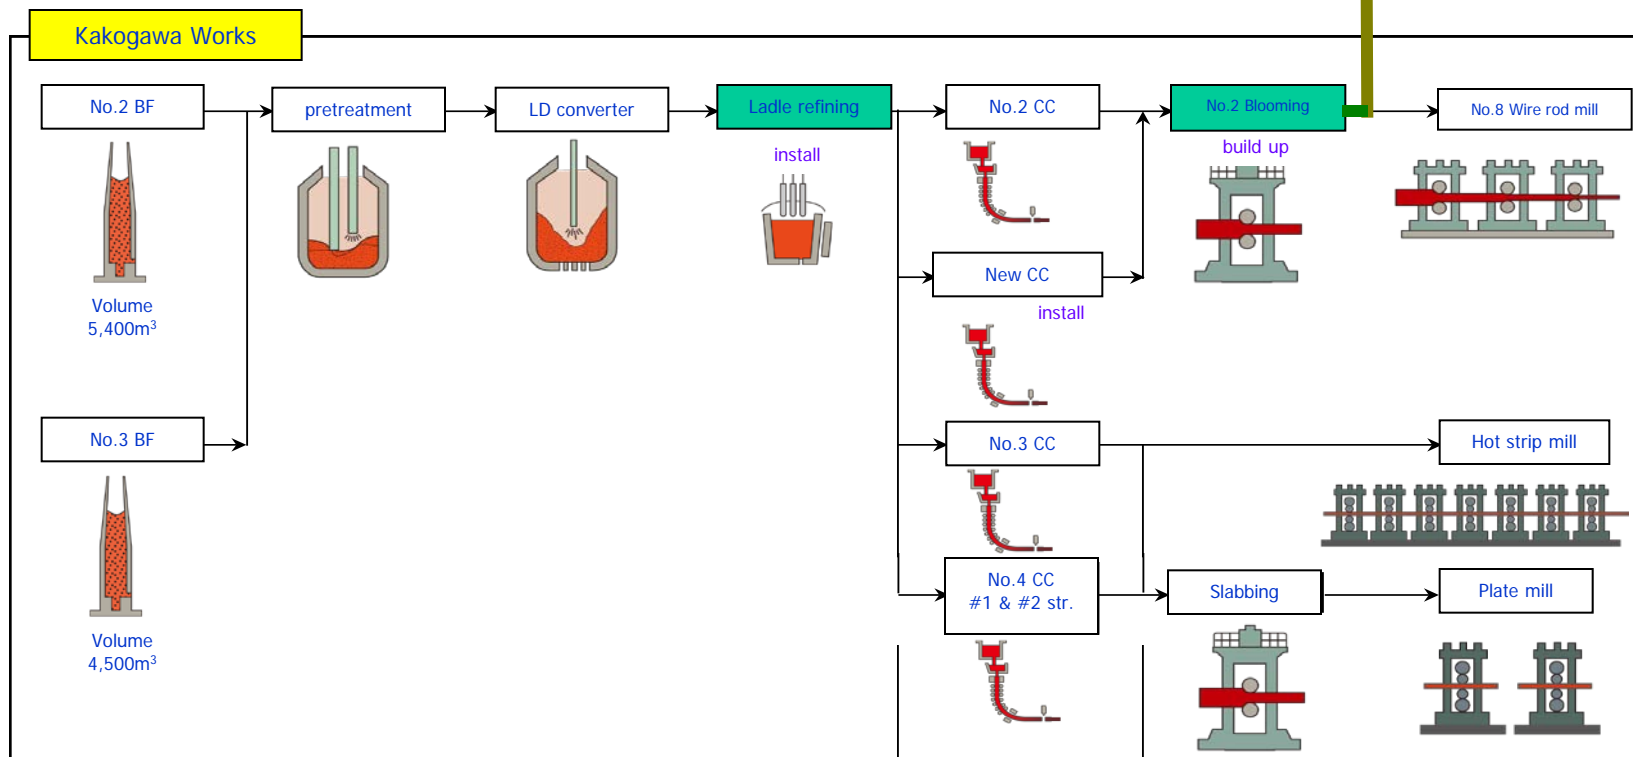 Kakogawa Works
No.2 BF
pretreatment
LD converter
Ladle refining
No.2 CC
No.2 Blooming
No.8 Wire rod mill
install
build up
Volume
5,400m³
New CC
install
No.3 BF
No.3 CC
Hot strip mill
No.4 CC
#1 & #2 str.
Slabbing
Plate mill
Volume
4,500m³